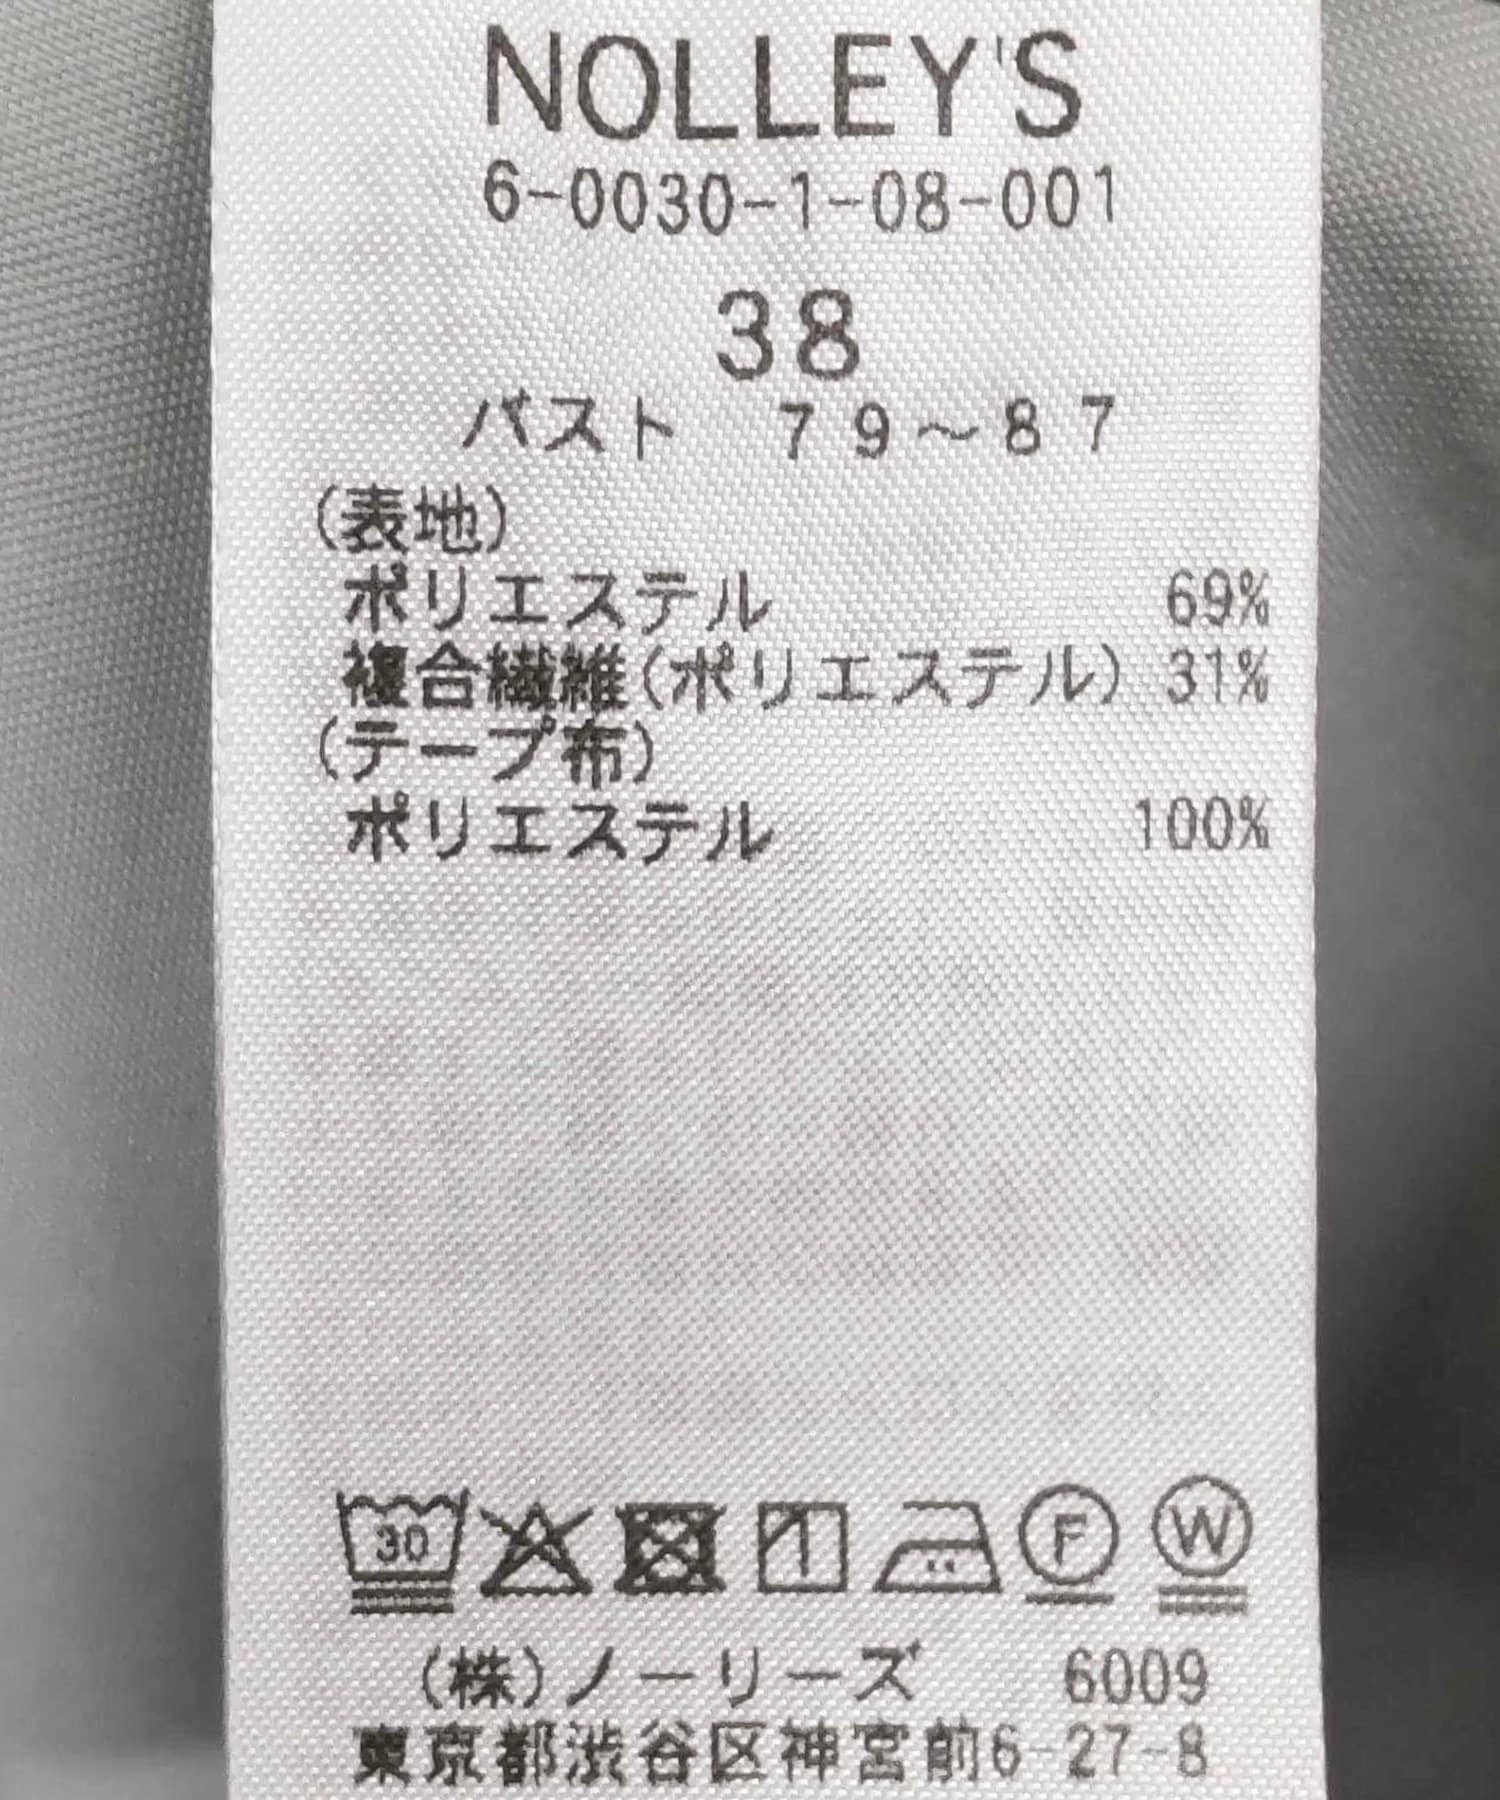 NOLLEY'S
6-0030-1-08-001
38
バスト 79～87
(表地)
ポリエステル 69%
複合繊維(ポリエステル) 31%
(テープ布)
ポリエステル 100%
30 F W
(株)ノーリーズ 6009
東京都渋谷区神宮前6-27-8